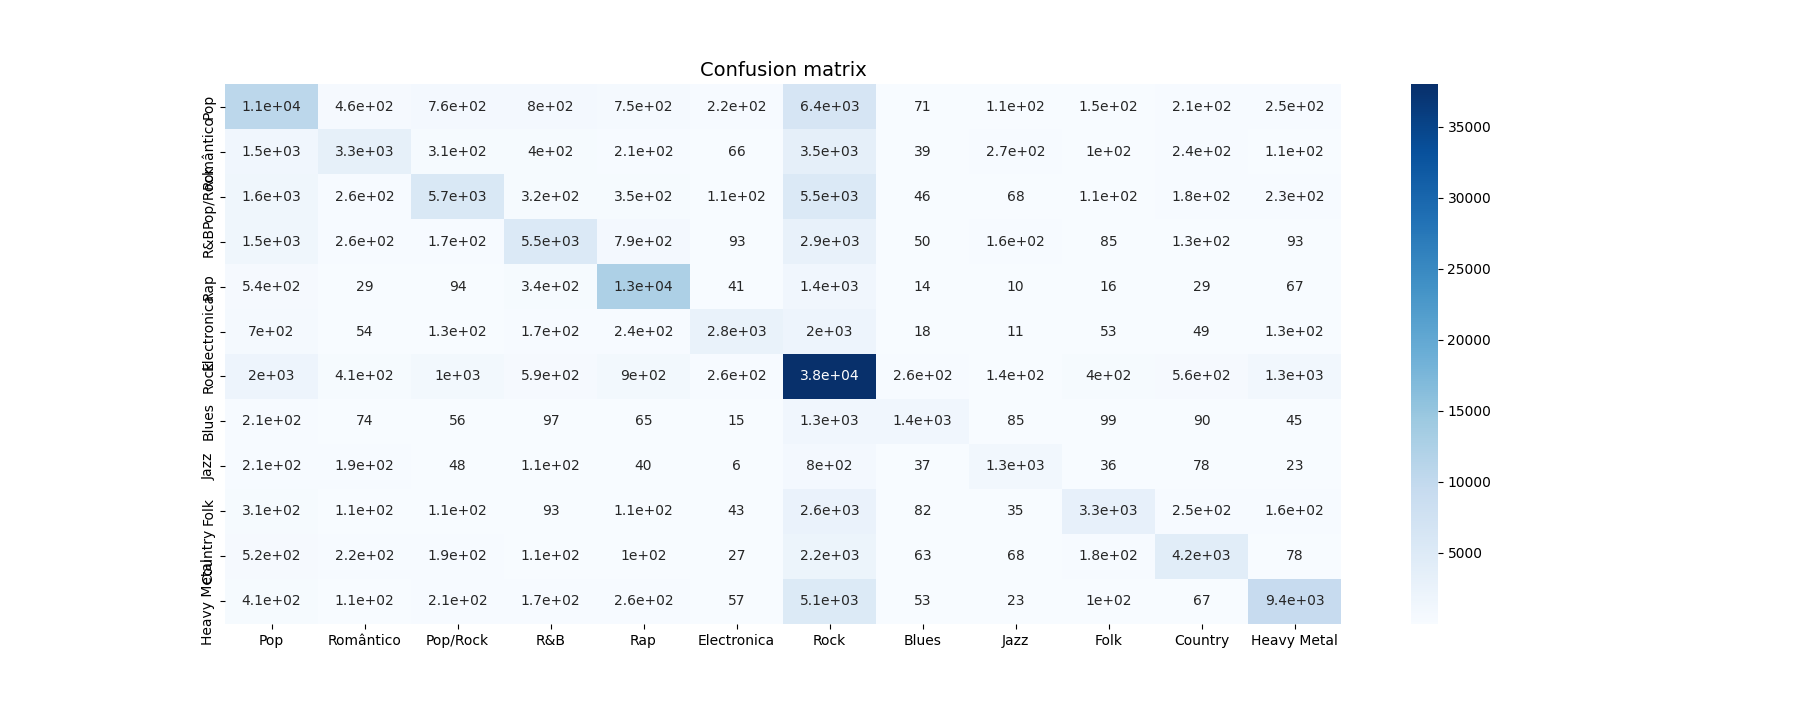 Confusion matrix
Pop 1.1e+04 4.6e+02 7.6e+02 8e+02 7.5e+02 2.2e+02 6.4e+03 71 1.1e+02 1.5e+02 2.1e+02 2.5e+02
Romântico 1.5e+03 3.3e+03 3.1e+02 4e+02 2.1e+02 66 3.5e+03 39 2.7e+02 1e+02 2.4e+02 1.1e+02
Pop/Rock 1.6e+03 2.6e+02 5.7e+03 3.2e+02 3.5e+02 1.1e+02 5.5e+03 46 68 1.1e+02 1.8e+02 2.3e+02
R&B 1.5e+03 2.6e+02 1.7e+02 5.5e+03 7.9e+02 93 2.9e+03 50 1.6e+02 85 1.3e+02 93
Rap 5.4e+02 29 94 3.4e+02 1.3e+04 41 1.4e+03 14 10 16 29 67
Electronica 7e+02 54 1.3e+02 1.7e+02 2.4e+02 2.8e+03 2e+03 18 11 53 49 1.3e+02
Rock 2e+03 4.1e+02 1e+03 5.9e+02 9e+02 2.6e+02 3.8e+04 2.6e+02 1.4e+02 4e+02 5.6e+02 1.3e+03
Blues 2.1e+02 74 56 97 65 15 1.3e+03 1.4e+03 85 99 90 45
Jazz 2.1e+02 1.9e+02 48 1.1e+02 40 6 8e+02 37 1.3e+03 36 78 23
Folk 3.1e+02 1.1e+02 1.1e+02 93 1.1e+02 43 2.6e+03 82 35 3.3e+03 2.5e+02 1.6e+02
Country 5.2e+02 2.2e+02 1.9e+02 1.1e+02 1e+02 27 2.2e+03 63 68 1.8e+02 4.2e+03 78
Heavy Metal 4.1e+02 1.1e+02 2.1e+02 1.7e+02 2.6e+02 57 5.1e+03 53 23 1e+02 67 9.4e+03
Pop Romântico Pop/Rock R&B Rap Electronica Rock Blues Jazz Folk Country Heavy Metal
35000
30000
25000
20000
15000
10000
5000